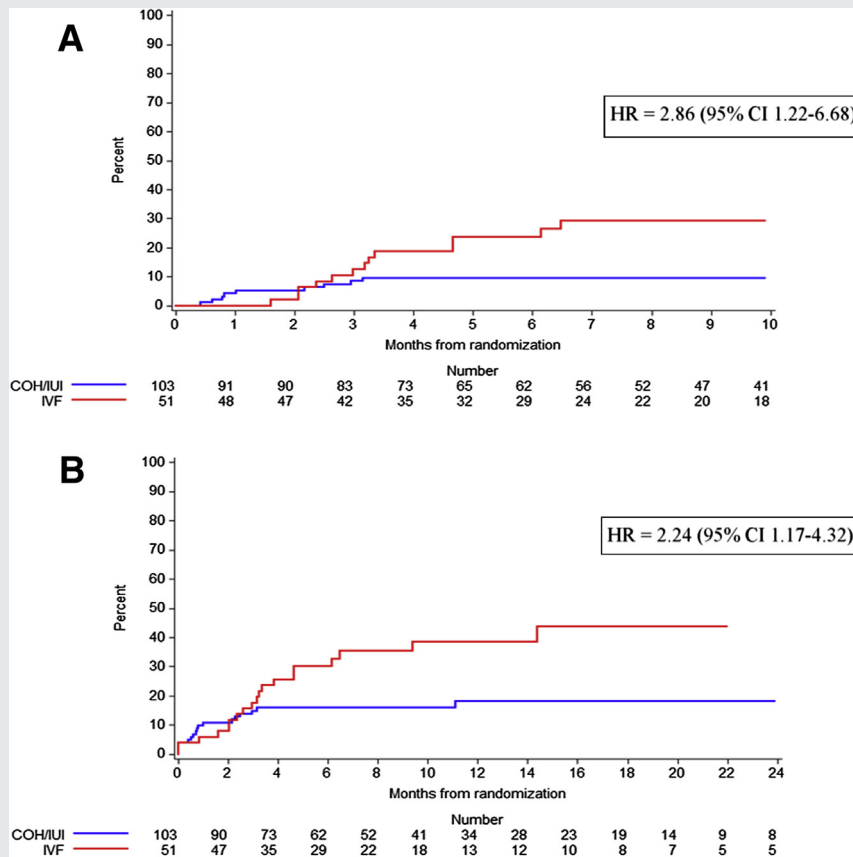 A
100
90
80
70
60
50
40
30
20
10
0
Percent
HR = 2.86 (95% CI 1.22-6.68)
0 1 2 3 4 5 6 7 8 9 10
Months from randomization
Number
COH/IUI 103 91 90 83 73 65 62 56 52 47 41
IVF 51 48 47 42 35 32 29 24 22 20 18
B
100
90
80
70
60
50
40
30
20
10
0
Percent
HR = 2.24 (95% CI 1.17-4.32)
0 2 4 6 8 10 12 14 16 18 20 22 24
Months from randomization
Number
COH/IUI 103 90 73 62 52 41 34 28 23 19 14 9 8
IVF 51 47 35 29 22 18 13 12 10 8 7 5 5